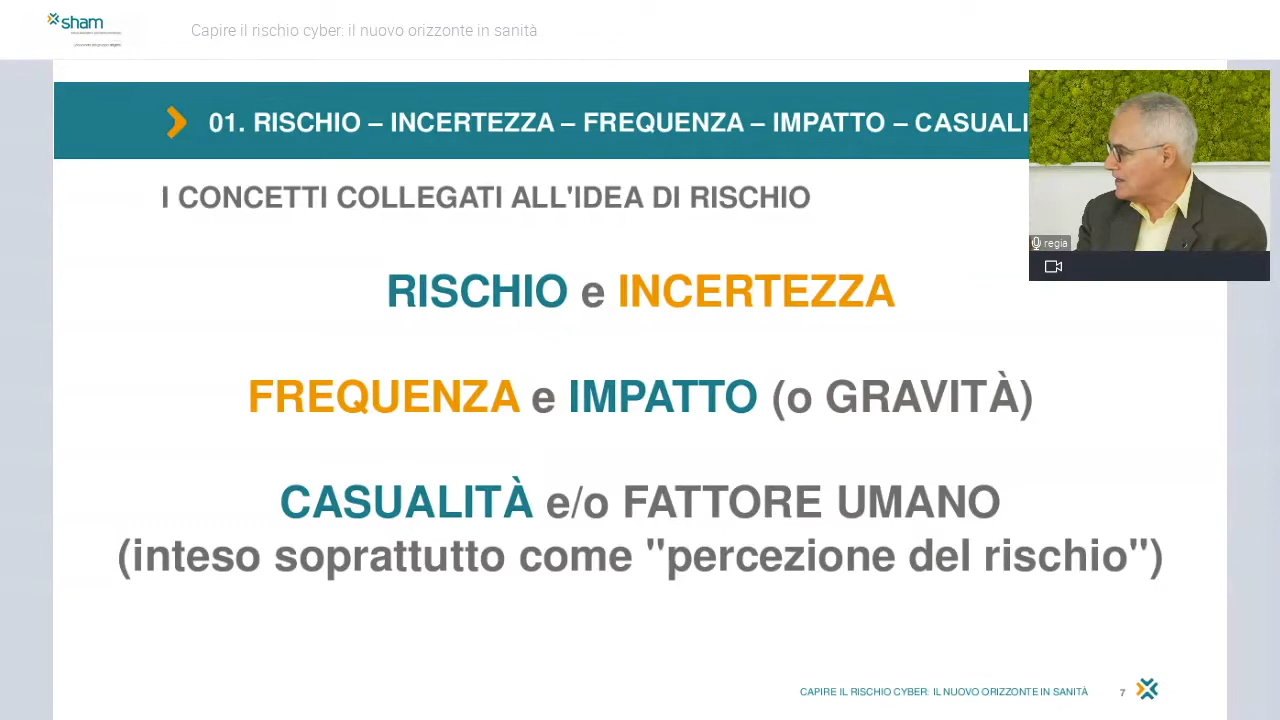 sham
Capire il rischio cyber: il nuovo orizzonte in sanità
01. RISCHIO – INCERTEZZA – FREQUENZA – IMPATTO – CASUALI
I CONCETTI COLLEGATI ALL'IDEA DI RISCHIO
regia
RISCHIO e INCERTEZZA
FREQUENZA e IMPATTO (o GRAVITÀ)
CASUALITÀ e/o FATTORE UMANO
(inteso soprattutto come "percezione del rischio")
CAPIRE IL RISCHIO CYBER: IL NUOVO ORIZZONTE IN SANITÀ 7